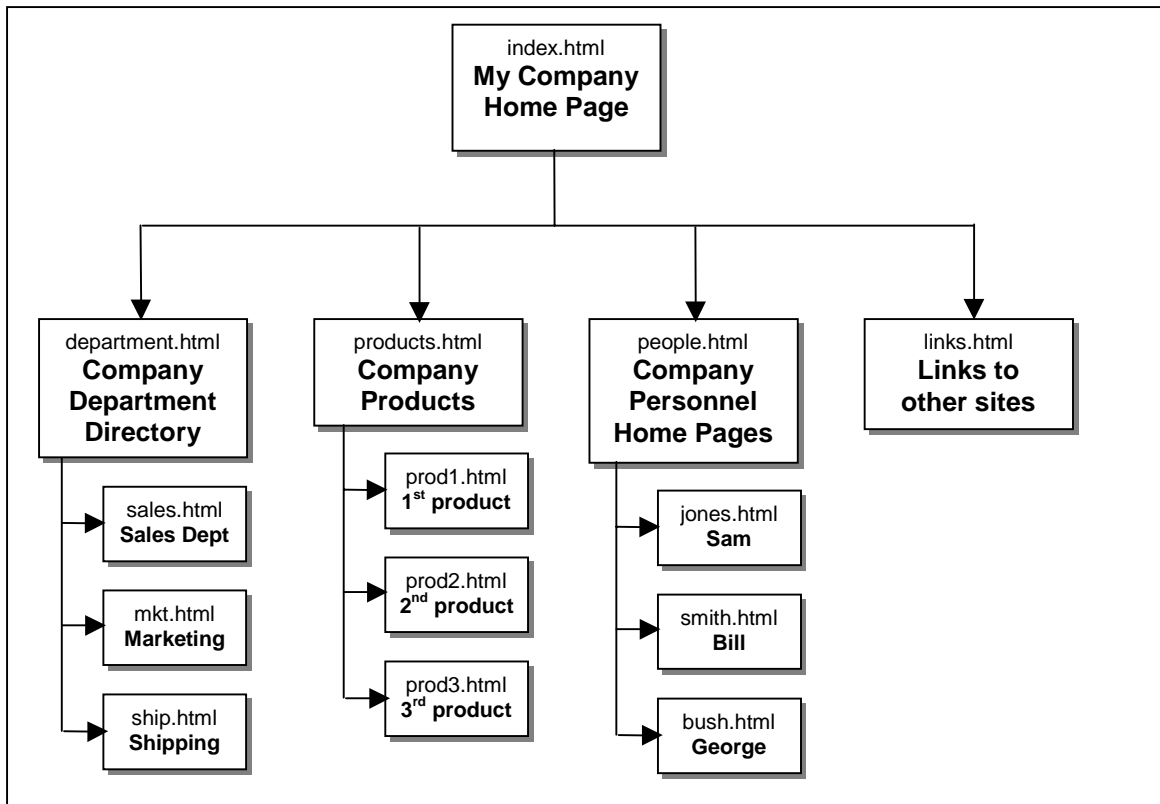 index.html
My Company
Home Page
department.html
Company
Department
Directory
sales.html
Sales Dept
mkt.html
Marketing
ship.html
Shipping
products.html
Company
Products
prod1.html
1st product
prod2.html
2nd product
prod3.html
3rd product
people.html
Company
Personnel
Home Pages
jones.html
Sam
smith.html
Bill
bush.html
George
links.html
Links to
other sites